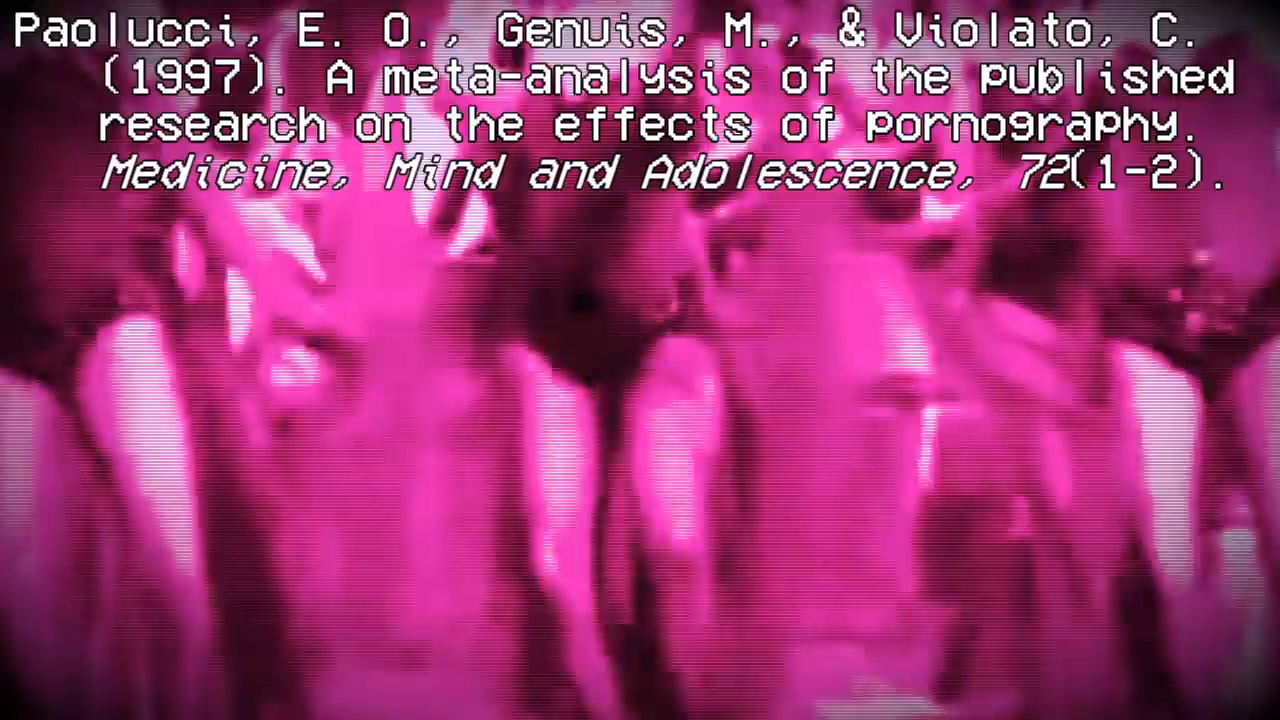 Paolucci, E. O., Genuis, M., & Violato, C.
(1997). A meta-analysis of the published
research on the effects of pornography.
Medicine, Mind and Adolescence, 72(1-2).